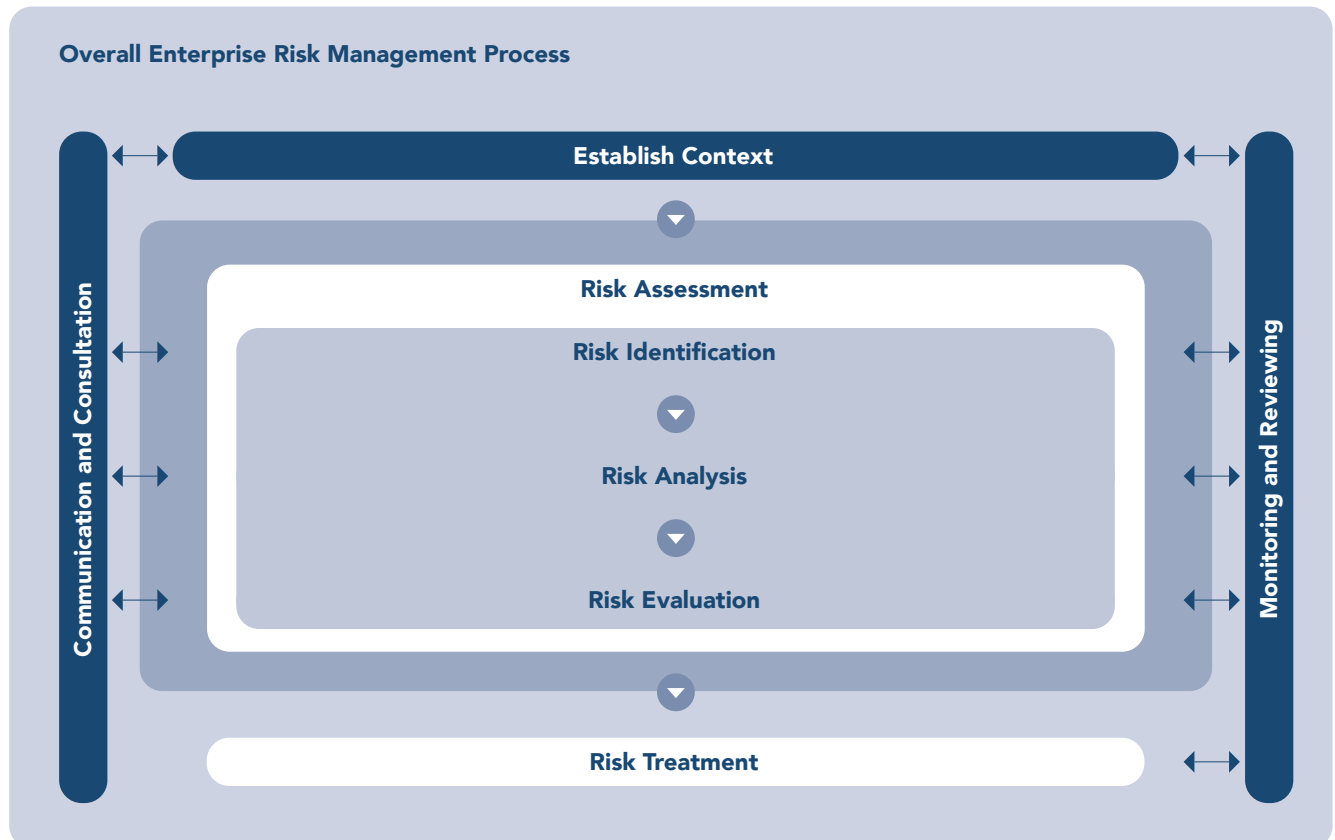 Overall Enterprise Risk Management Process
Establish Context
Communication and Consultation
Risk Assessment
Risk Identification
Risk Analysis
Risk Evaluation
Monitoring and Reviewing
Risk Treatment